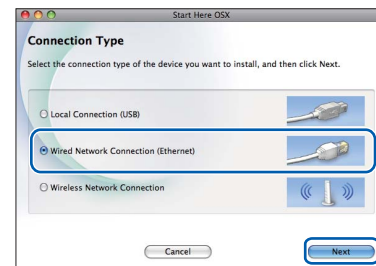 Start Here OSX
Connection Type
Select the connection type of the device you want to install, and then click Next.
Local Connection (USB)
Wired Network Connection (Ethernet)
Wireless Network Connection
Cancel
Next